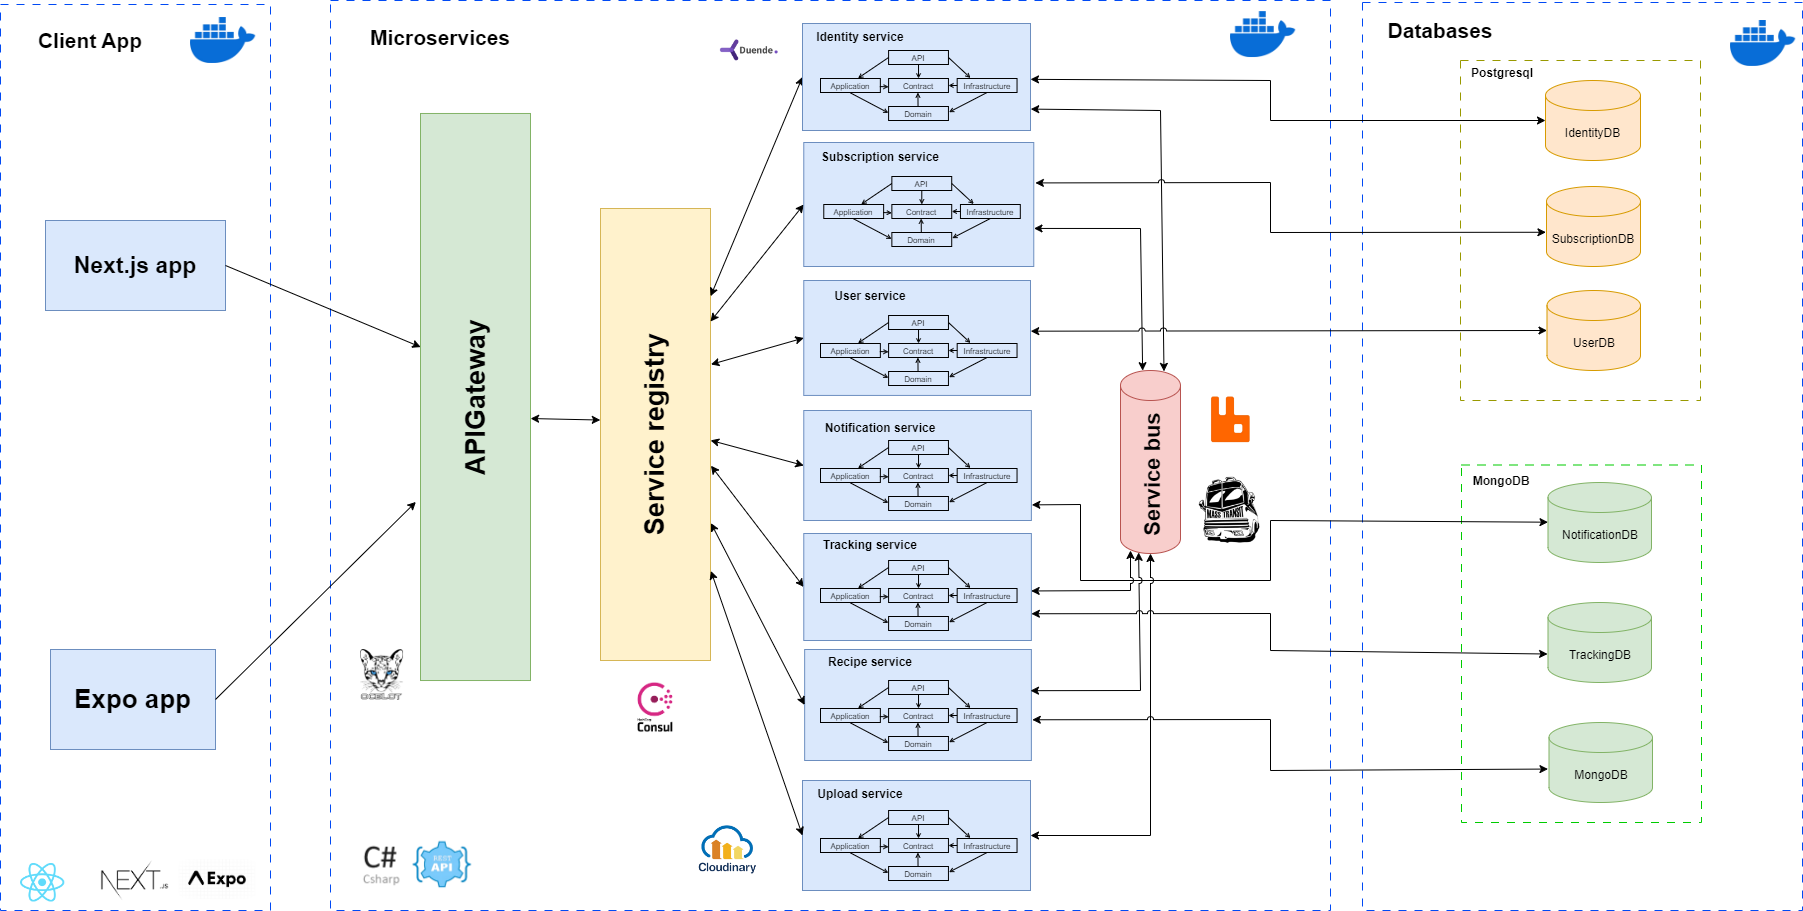 Client App
Next.js app
Expo app
NEXT.JS
Expo
Microservices
APIGateway
OCELOT
C#
Csharp
REST
API
Service registry
HashiCorp
Consul
Cloudinary
Duende.
Identity service
API
Application
Contract
Infrastructure
Domain
Subscription service
API
Application
Contract
Infrastructure
Domain
User service
API
Application
Contract
Infrastructure
Domain
Notification service
API
Application
Contract
Infrastructure
Domain
Tracking service
API
Application
Contract
Infrastructure
Domain
Recipe service
API
Application
Contract
Infrastructure
Domain
Upload service
API
Application
Contract
Infrastructure
Domain
Service bus
MASS TRANSIT
Databases
Postgresql
IdentityDB
SubscriptionDB
UserDB
MongoDB
NotificationDB
TrackingDB
MongoDB